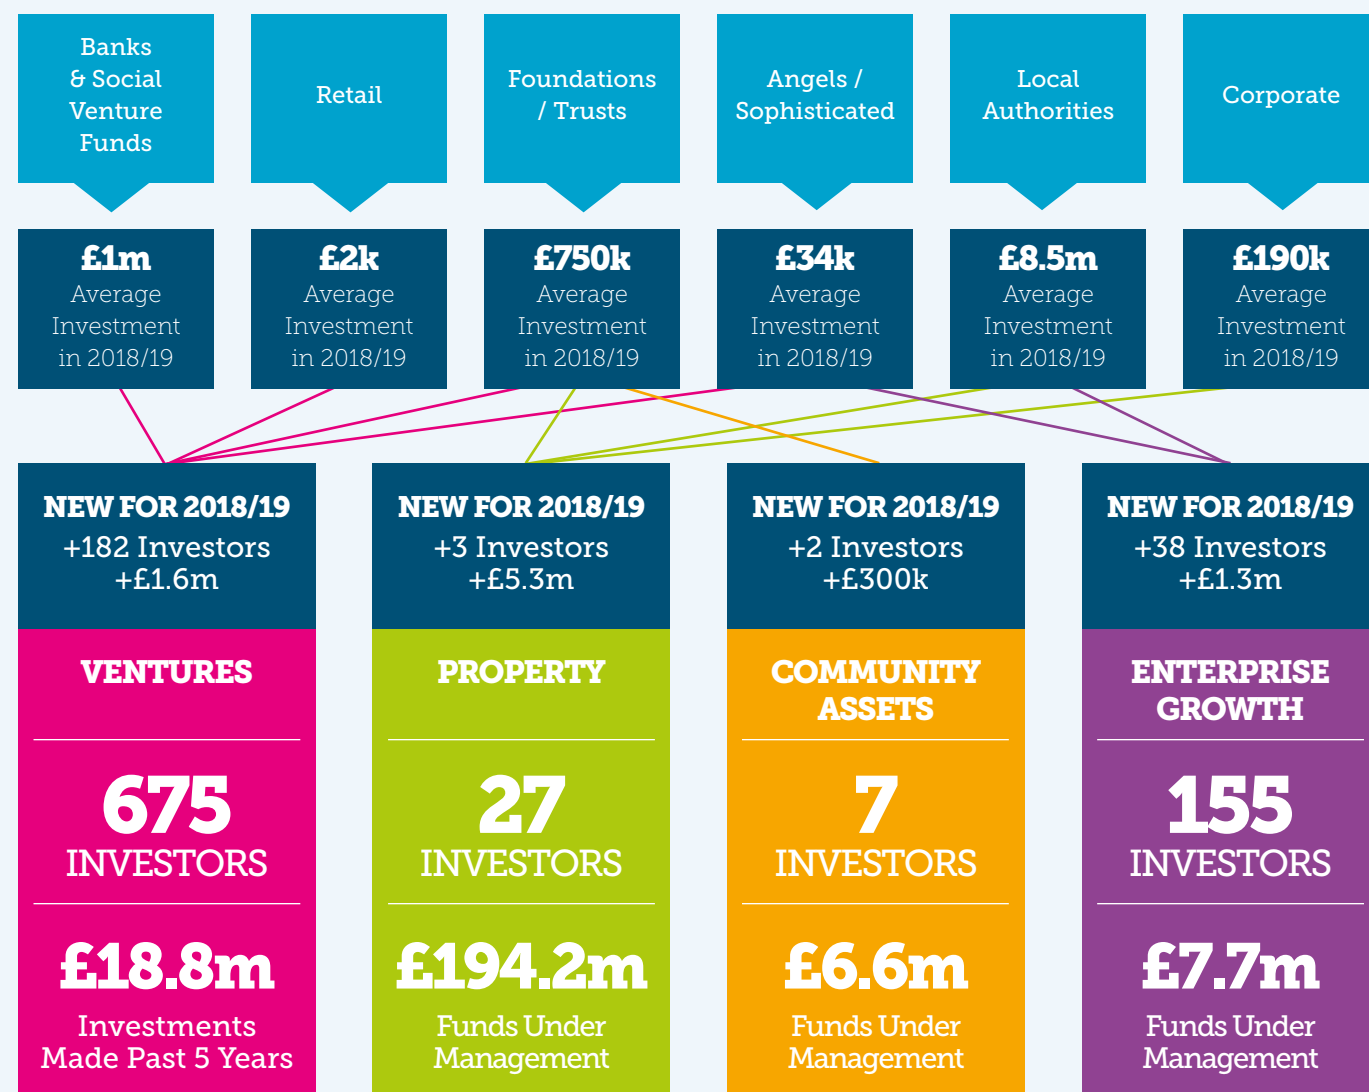 Banks
& Social
Venture
Funds
Retail
Foundations
/ Trusts
Angels /
Sophisticated
Local
Authorities
Corporate
£1m
Average
Investment
in 2018/19
£2k
Average
Investment
in 2018/19
£750k
Average
Investment
in 2018/19
£34k
Average
Investment
in 2018/19
£8.5m
Average
Investment
in 2018/19
£190k
Average
Investment
in 2018/19
NEW FOR 2018/19
+182 Investors
+£1.6m
VENTURES
675
INVESTORS
£18.8m
Investments
Made Past 5 Years
NEW FOR 2018/19
+3 Investors
+£5.3m
PROPERTY
27
INVESTORS
£194.2m
Funds Under
Management
NEW FOR 2018/19
+2 Investors
+£300k
COMMUNITY
ASSETS
7
INVESTORS
£6.6m
Funds Under
Management
NEW FOR 2018/19
+38 Investors
+£1.3m
ENTERPRISE
GROWTH
155
INVESTORS
£7.7m
Funds Under
Management